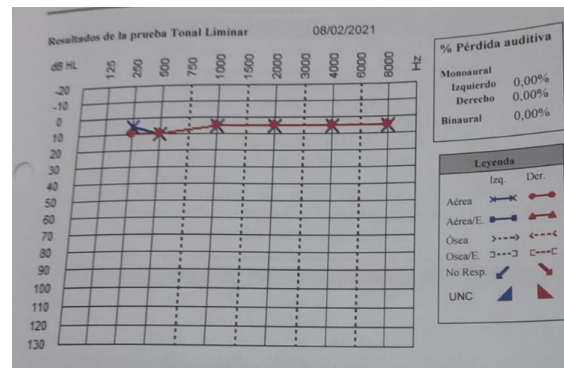 Resultados de la prueba Tonal Liminar 08/02/2021
dB HL 125 250 500 750 1000 1500 2000 3000 4000 6000 8000 Hz
-20
-10
0
10
20
30
40
50
60
70
80
90
100
110
120
130
% Pérdida auditiva
Monoaural
Izquierdo 0,00%
Derecho 0,00%
Binaural 0,00%
Leyenda
Izq. Der.
Aérea
Aérea/E.
Ósea
Osea/E.
No Resp.
UNC